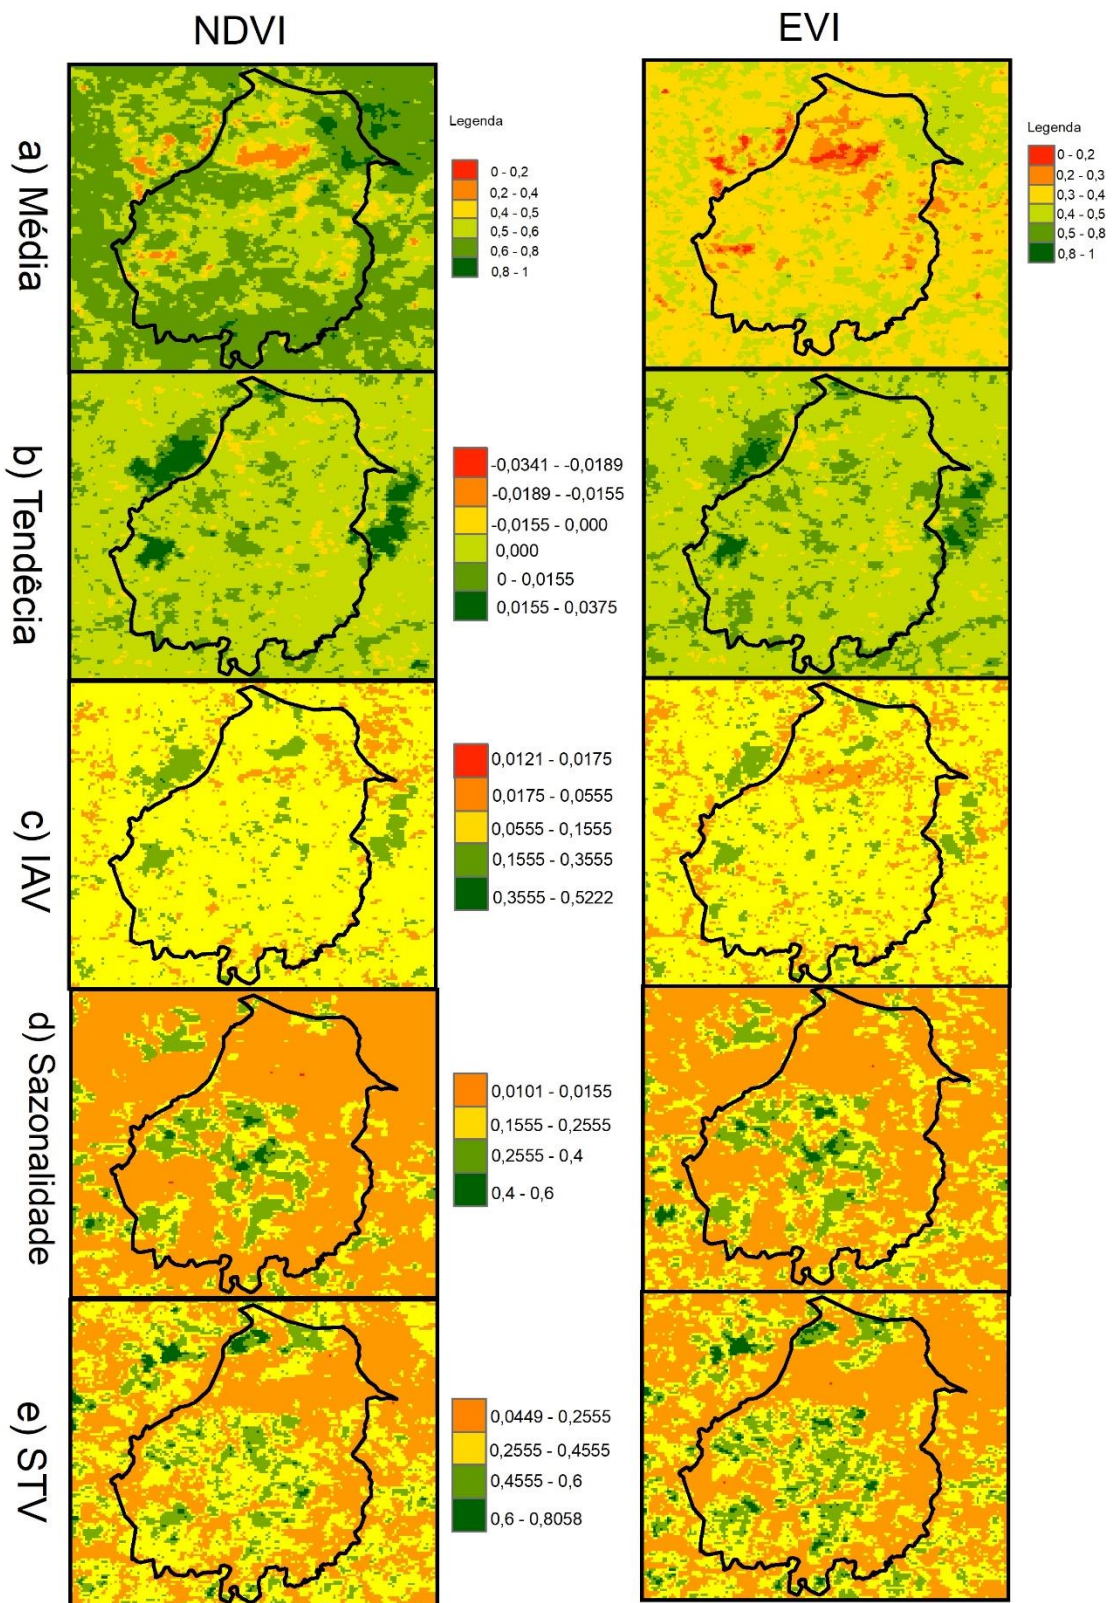 NDVI
EVI
a) Média
Legenda
0 - 0,2
0,2 - 0,4
0,4 - 0,5
0,5 - 0,6
0,6 - 0,8
0,8 - 1
Legenda
0 - 0,2
0,2 - 0,3
0,3 - 0,4
0,4 - 0,5
0,5 - 0,8
0,8 - 1
b) Tendêcia
-0,0341 - -0,0189
-0,0189 - -0,0155
-0,0155 - 0,000
0,000
0 - 0,0155
0,0155 - 0,0375
c) IAV
0,0121 - 0,0175
0,0175 - 0,0555
0,0555 - 0,1555
0,1555 - 0,3555
0,3555 - 0,5222
d) Sazonalidade
0,0101 - 0,0155
0,1555 - 0,2555
0,2555 - 0,4
0,4 - 0,6
e) STV
0,0449 - 0,2555
0,2555 - 0,4555
0,4555 - 0,6
0,6 - 0,8058